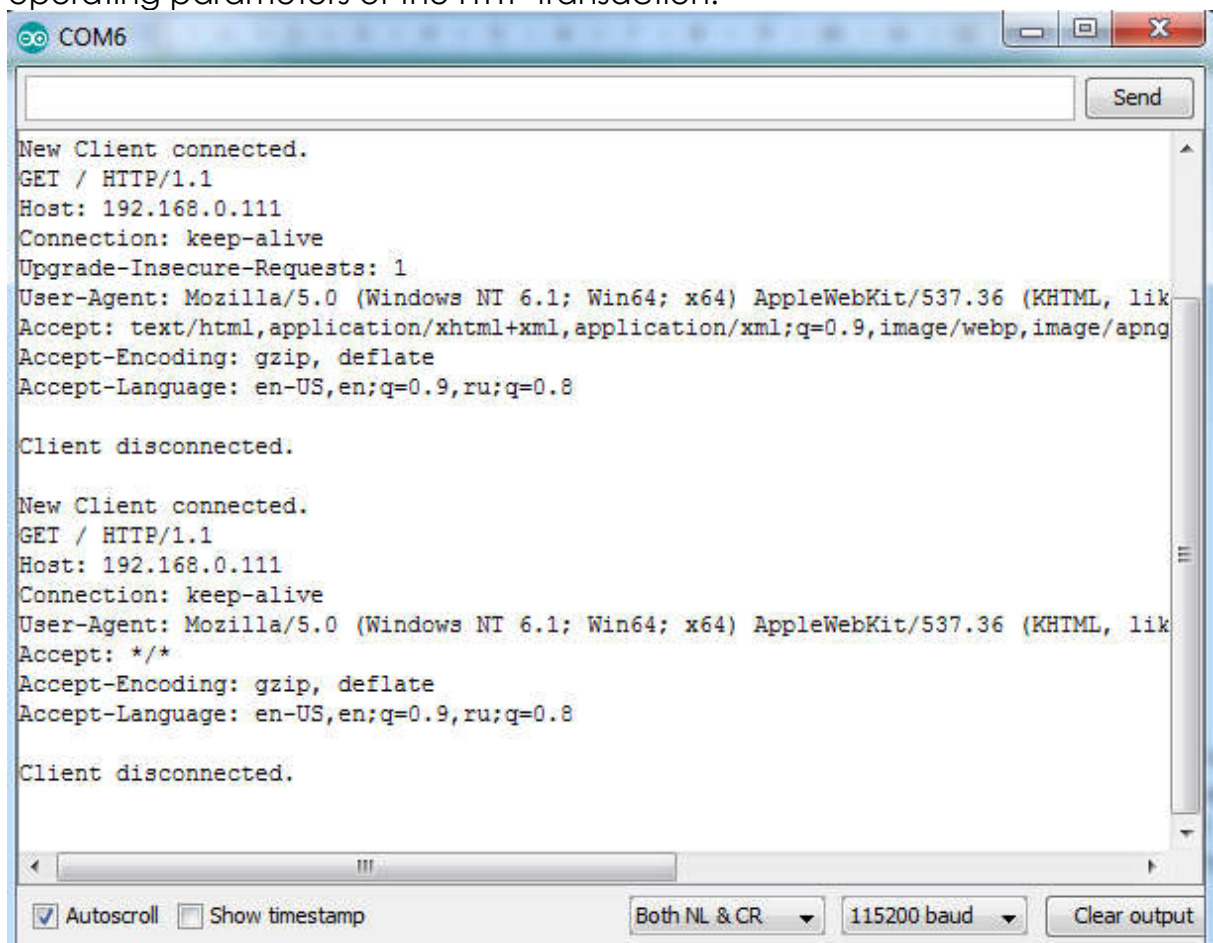 operating parameters of the HTTP transaction.
COM6
Send
New Client connected.
GET / HTTP/1.1
Host: 192.168.0.111
Connection: keep-alive
Upgrade-Insecure-Requests: 1
User-Agent: Mozilla/5.0 (Windows NT 6.1; Win64; x64) AppleWebKit/537.36 (KHTML, lik
Accept: text/html,application/xhtml+xml,application/xml;q=0.9,image/webp,image/apng
Accept-Encoding: gzip, deflate
Accept-Language: en-US,en;q=0.9,ru;q=0.8
Client disconnected.
New Client connected.
GET / HTTP/1.1
Host: 192.168.0.111
Connection: keep-alive
User-Agent: Mozilla/5.0 (Windows NT 6.1; Win64; x64) AppleWebKit/537.36 (KHTML, lik
Accept: */*
Accept-Encoding: gzip, deflate
Accept-Language: en-US,en;q=0.9,ru;q=0.8
Client disconnected.
Autoscroll Show timestamp Both NL & CR 115200 baud Clear output